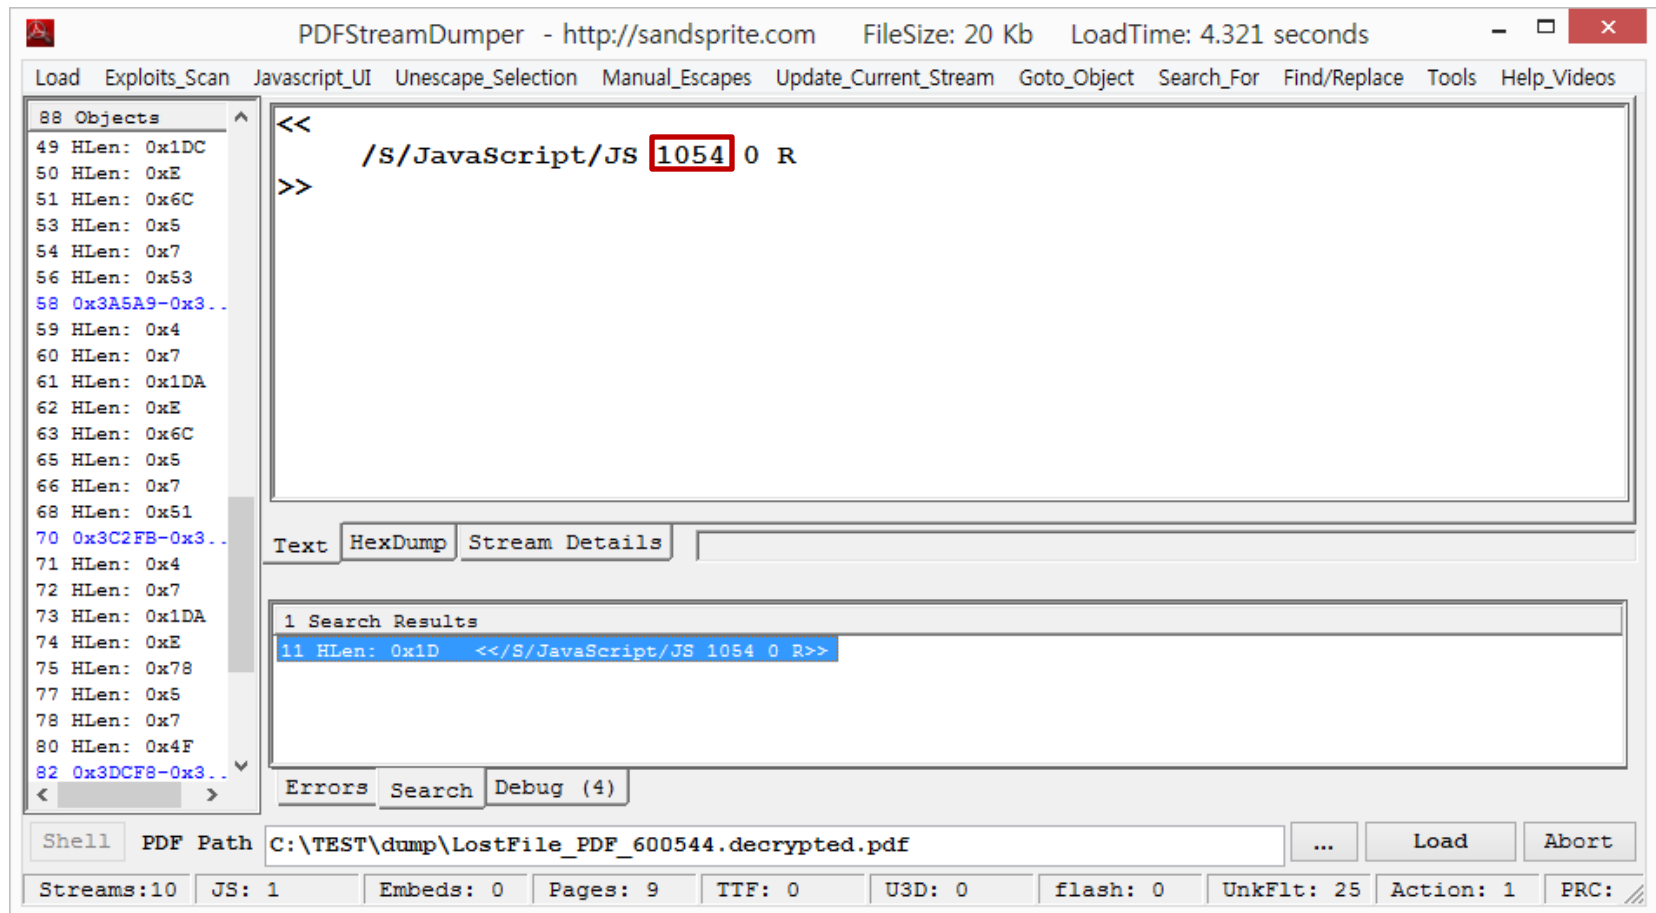 PDFStreamDumper - http://sandsprite.com FileSize: 20 Kb LoadTime: 4.321 seconds
Load Exploits_Scan Javascript_UI Unescape_Selection Manual_Escapes Update_Current_Stream Goto_Object Search_For Find/Replace Tools Help_Videos
88 Objects
49 HLen: 0x1DC
50 HLen: 0xE
51 HLen: 0x6C
53 HLen: 0x5
54 HLen: 0x7
56 HLen: 0x53
58 0x3A5A9-0x3..
59 HLen: 0x4
60 HLen: 0x7
61 HLen: 0x1DA
62 HLen: 0xE
63 HLen: 0x6C
65 HLen: 0x5
66 HLen: 0x7
68 HLen: 0x51
70 0x3C2FB-0x3..
71 HLen: 0x4
72 HLen: 0x7
73 HLen: 0x1DA
74 HLen: 0xE
75 HLen: 0x78
77 HLen: 0x5
78 HLen: 0x7
80 HLen: 0x4F
82 0x3DCF8-0x3..
<<
/S/JavaScript/JS 1054 0 R
>>
Text HexDump Stream Details
1 Search Results
11 HLen: 0x1D <</S/JavaScript/JS 1054 0 R>>
Errors Search Debug (4)
Shell PDF Path C:\TEST\dump\LostFile_PDF_600544.decrypted.pdf ... Load Abort
Streams:10 JS: 1 Embeds: 0 Pages: 9 TTF: 0 U3D: 0 flash: 0 UnkFlt: 25 Action: 1 PRC: